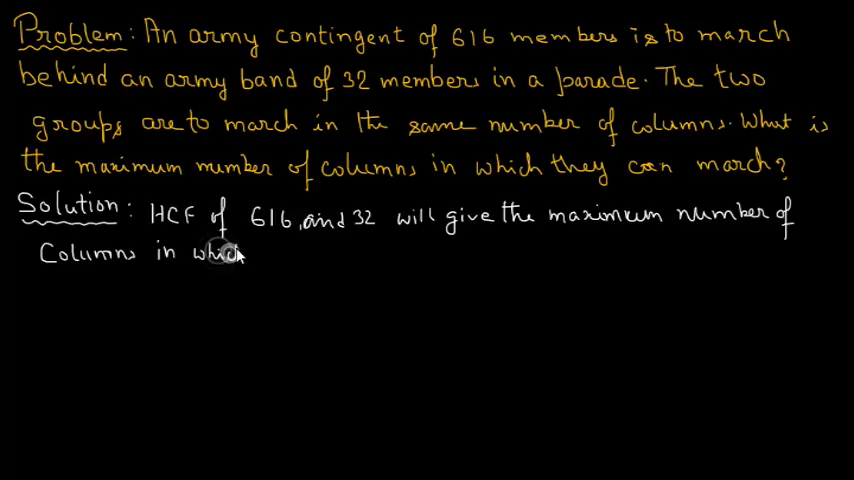 Problem: An army contingent of 616 members is to march
behind an army band of 32 members in a parade. The two
groups are to march in the same number of columns. What is
the maximum number of columns in which they can march?
Solution: HCF of 616, and 32 will give the maximum number of
Columns in whic